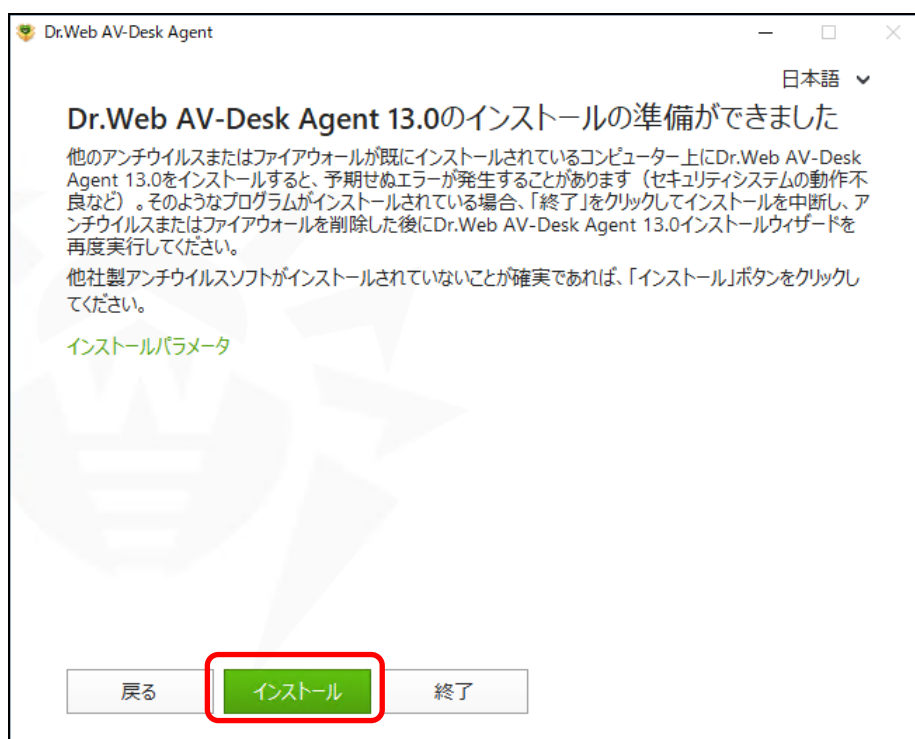 Dr.Web AV-Desk Agent
日本語
Dr.Web AV-Desk Agent 13.0のインストールの準備ができました
他のアンチウイルスまたはファイアウォールが既にインストールされているコンピューター上にDr.Web AV-Desk
Agent 13.0をインストールすると、予期せぬエラーが発生することがあります（セキュリティシステムの動作不
良など）。そのようなプログラムがインストールされている場合、「終了」をクリックしてインストールを中断し、ア
ンチウイルスまたはファイアウォールを削除した後にDr.Web AV-Desk Agent 13.0インストールウィザードを
再度実行してください。
他社製アンチウイルスソフトがインストールされていないことが確実であれば、「インストール」ボタンをクリックし
てください。
インストールパラメータ
戻る
インストール
終了